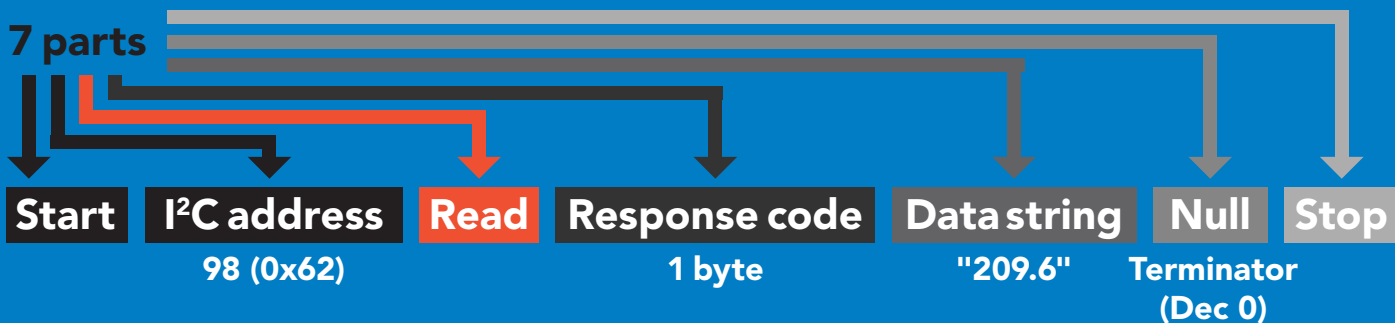 7 parts
Start I²C address Read Response code Data string Null Stop
98 (0x62) 1 byte "209.6" Terminator
(Dec 0)